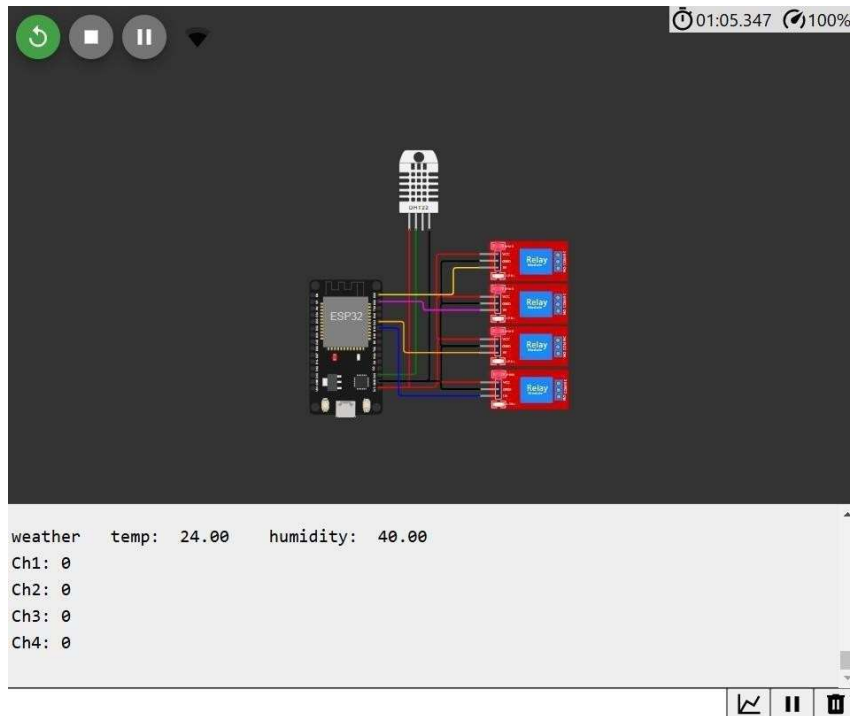 01:05.347 100%
DHT22
Relay
Relay
ESP32
Relay
Relay
weather temp: 24.00 humidity: 40.00
Ch1: 0
Ch2: 0
Ch3: 0
Ch4: 0